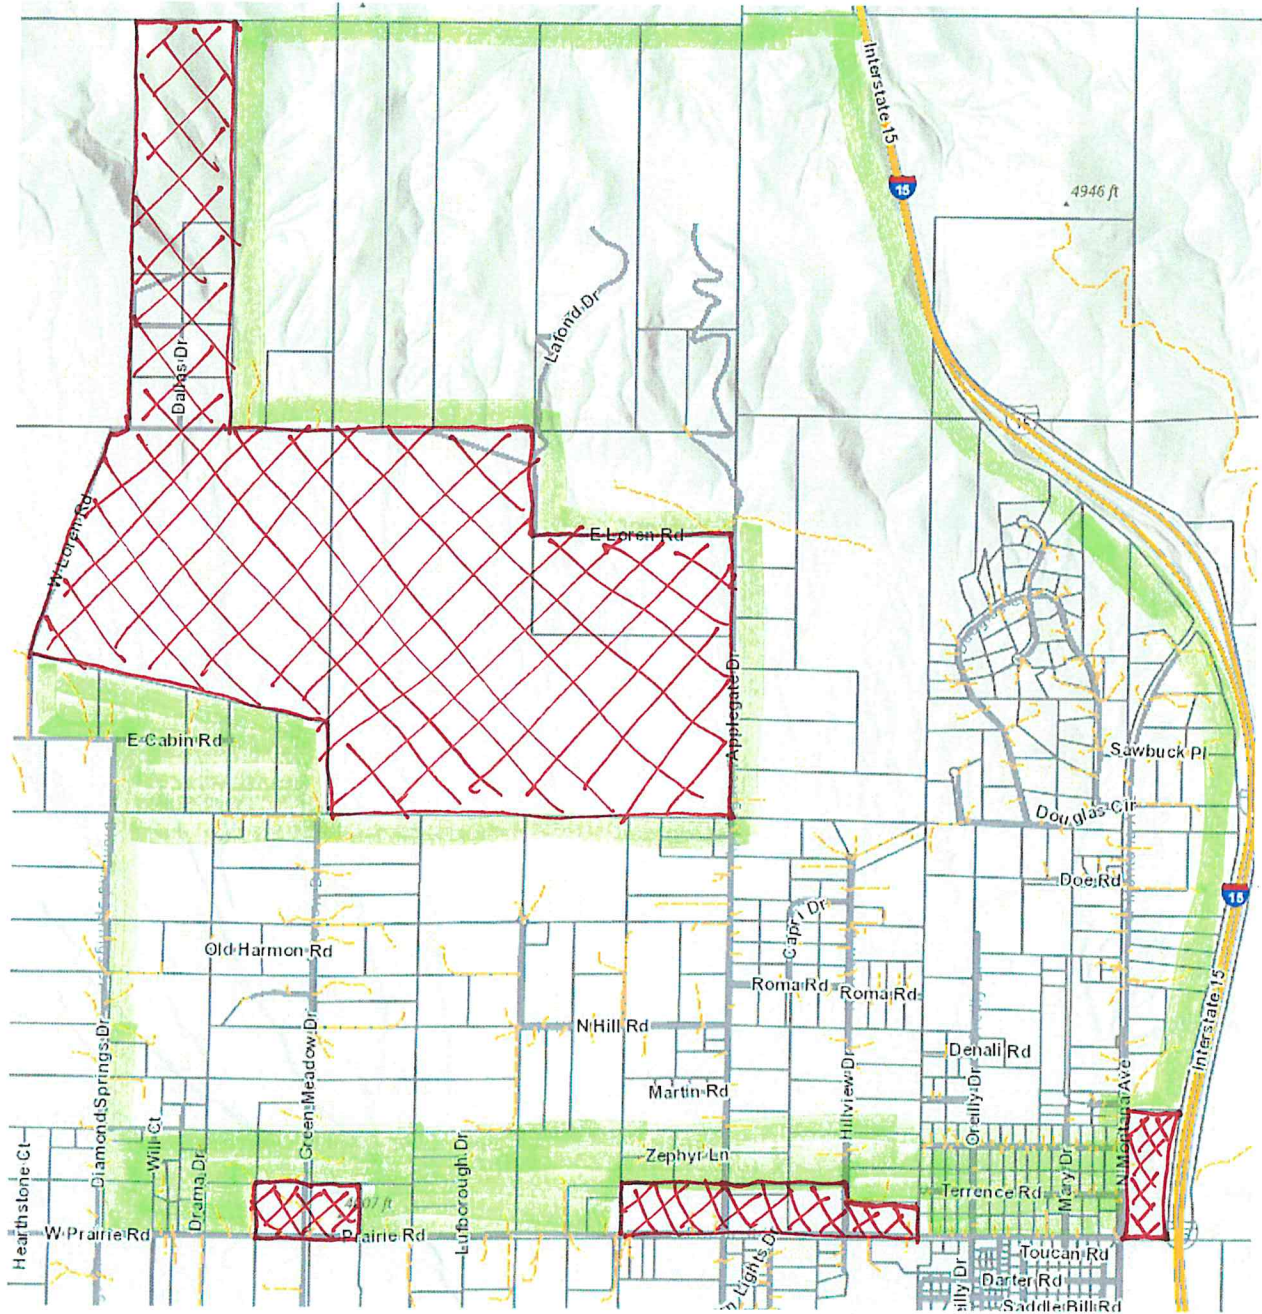 Interstate 15
15
4946 ft
Lafond Dr
Dallas Dr
W Loren Rd
E Loren Rd
Applegate Dr
E Cabin Rd
Sawbuck Pl
Douglas Cir
Doe Rd
15
Capri Dr
Old Harmon Rd
Roma Rd
Roma Rd
Interstate 15
N Hill Rd
Denali Rd
Diamond Springs Dr
Green Meadow Dr
Martin Rd
Hillview Dr
Oreilly Dr
N Montana Ave
Hearthstone Ct
Will Ct
Drama Dr
Lufborough Dr
Zephyr Ln
Terrence Rd
Mary Dr
W Prairie Rd
Prairie Rd
Lights Dr
Toucan Rd
Darter Rd
Saddle Bill Rd